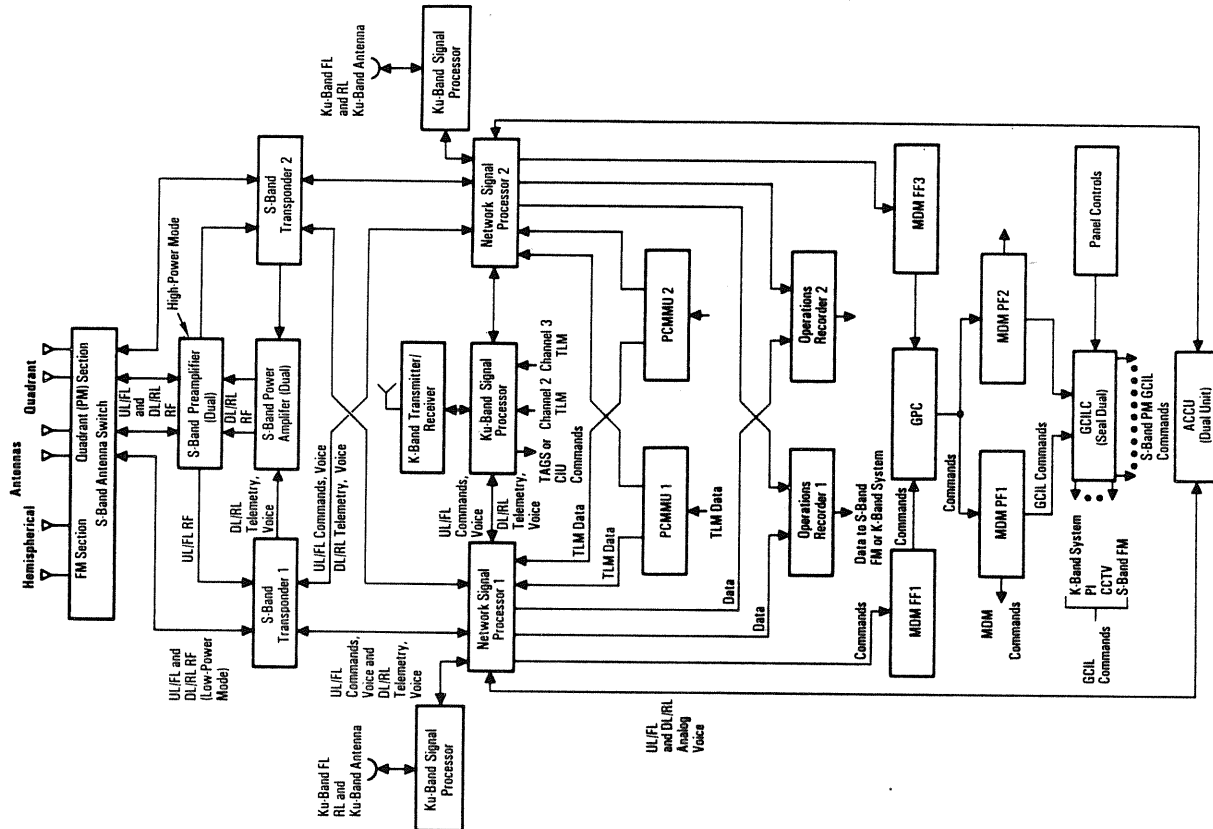 Antennas
Hemispherical
Quadrant
FM Section
Quadrant (PM) Section
S-Band Antenna Switch
UL/FL
and
DL/RL
RF
High-Power Mode
S-Band Preamplifier
(Dual)
UL/FL RF
DL/RL
RF
S-Band Power
Amplifer (Dual)
S-Band
Transponder 1
S-Band
Transponder 2
DL/RL
Telemetry,
Voice
UL/FL and
DL/RL RF
(Low-Power
Mode)
UL/FL Commands, Voice
DL/RL Telemetry, Voice
UL/FL
Commands,
Voice and
DL/RL
Telemetry,
Voice
Ku-Band FL
RL and
Ku-Band Antenna
Ku-Band Signal
Processor
Ku-Band FL
and RL
Ku-Band Antenna
Ku-Band Signal
Processor
K-Band Transmitter/
Receiver
Network Signal
Processor 1
UL/FL
Commands,
Voice
DL/RL
Telemetry,
Voice
Ku-Band Signal
Processor
Network Signal
Processor 2
TAGS or
CIU
Commands
Channel 2
TLM
Channel 3
TLM
TLM Data
TLM Data
PCMMU 1
PCMMU 2
TLM Data
Data
Data
Operations
Recorder 1
Operations
Recorder 2
Data to S-Band
FM or K-Band System
UL/FL
and DL/RL
Analog
Voice
Commands
MDM FF1
Commands
GPC
MDM FF3
Commands
MDM PF1
MDM PF2
MDM
Commands
GCIL Commands
GCILC
(Seal Dual)
Panel Controls
GCIL
Commands
K-Band System
PI
CCTV
S-Band FM
S-Band PM GCIL
Commands
ACCU
(Dual Unit)